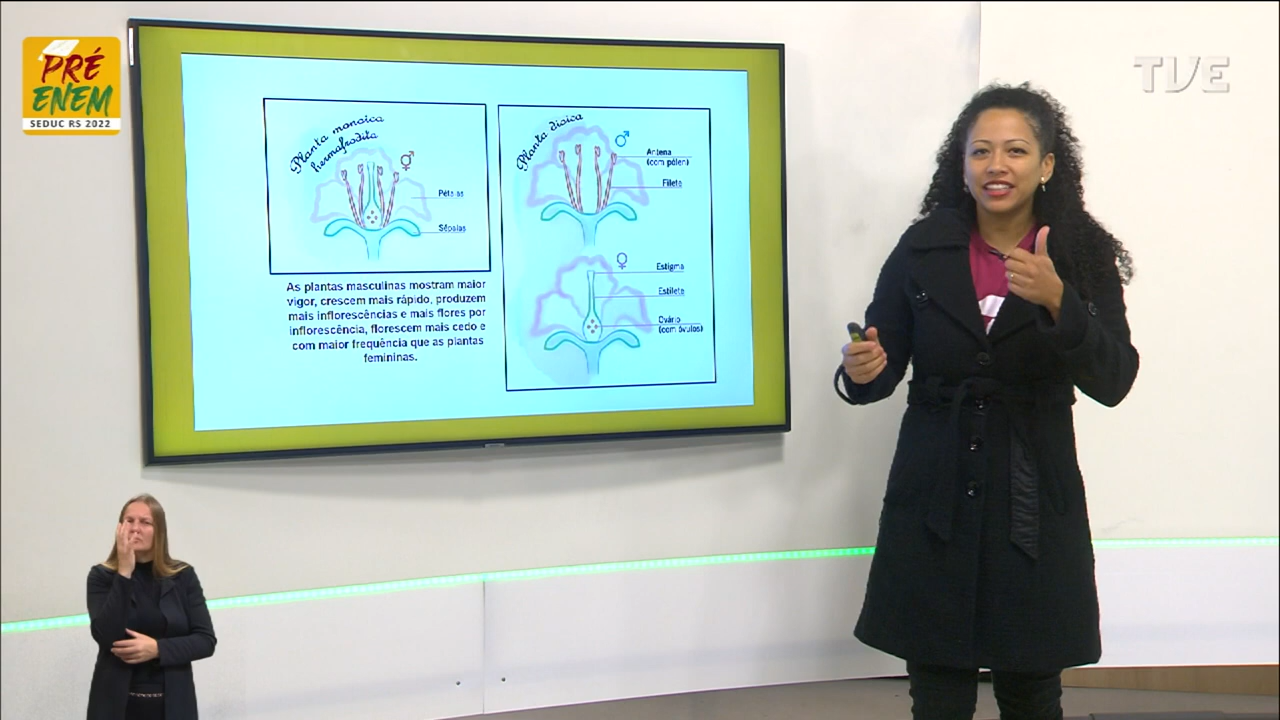 PRÉ
ENEM
SEDUC RS 2022
TVE
Planta monoica
hermafrodita
Pétalas
Sépalas
As plantas masculinas mostram maior
vigor, crescem mais rápido, produzem
mais inflorescências e mais flores por
inflorescência, florescem mais cedo e
com maior frequência que as plantas
femininas.
Planta dioica
Antena
(com pólen)
Filete
Estigma
Estilete
Ovário
(com óvulos)